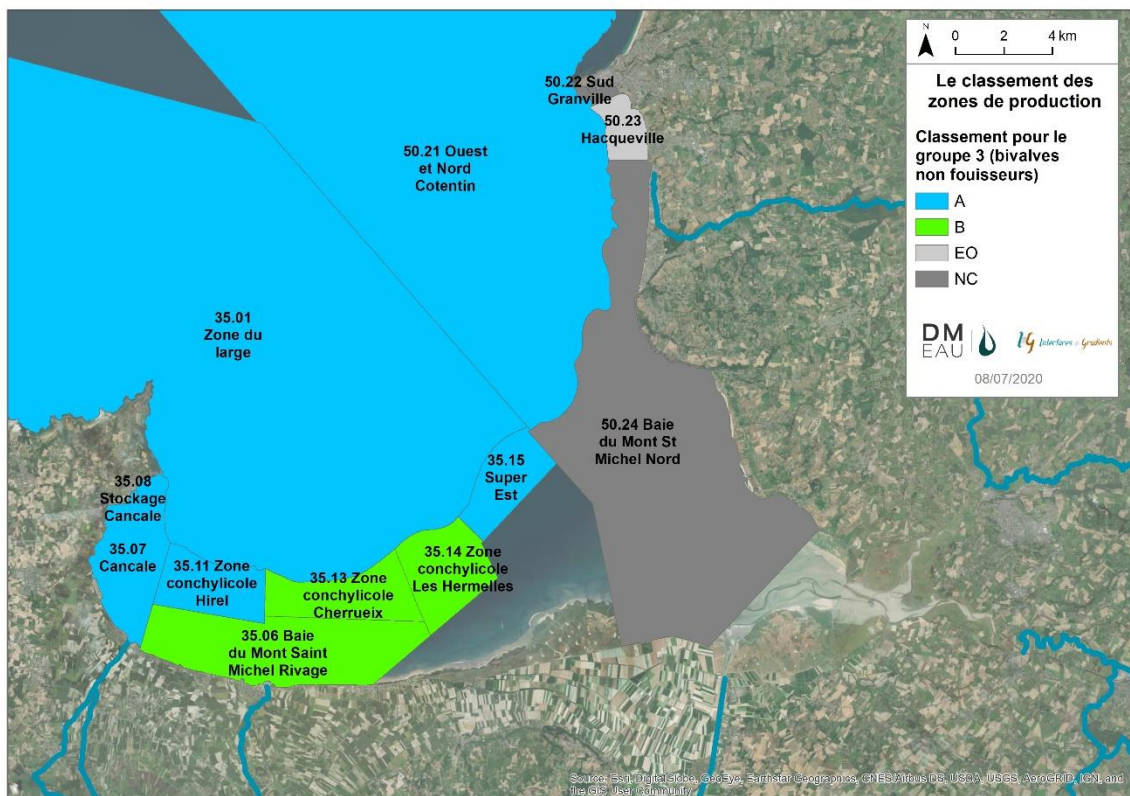 N
0 2 4 km
Le classement des
zones de production
Classement pour le
groupe 3 (bivalves
non fouisseurs)
A
B
EO
NC
DM
EAU
Interfaces & Gradients
08/07/2020
50.22 Sud
Granville
50.23
Hacqueville
50.21 Ouest
et Nord
Cotentin
35.01
Zone du
large
50.24 Baie
du Mont St
Michel Nord
35.15
Super
Est
35.08
Stockage
Cancale
35.07
Cancale
35.11 Zone
conchylicole
Hirel
35.13 Zone
conchylicole
Cherrueix
35.14 Zone
conchylicole
Les Hermelles
35.06 Baie
du Mont Saint
Michel Rivage
Source: Esri, DigitalGlobe, GeoEye, Earthstar Geographics, CNES/Airbus DS, USDA, USGS, AeroGRID, IGN, and
the GIS User Community